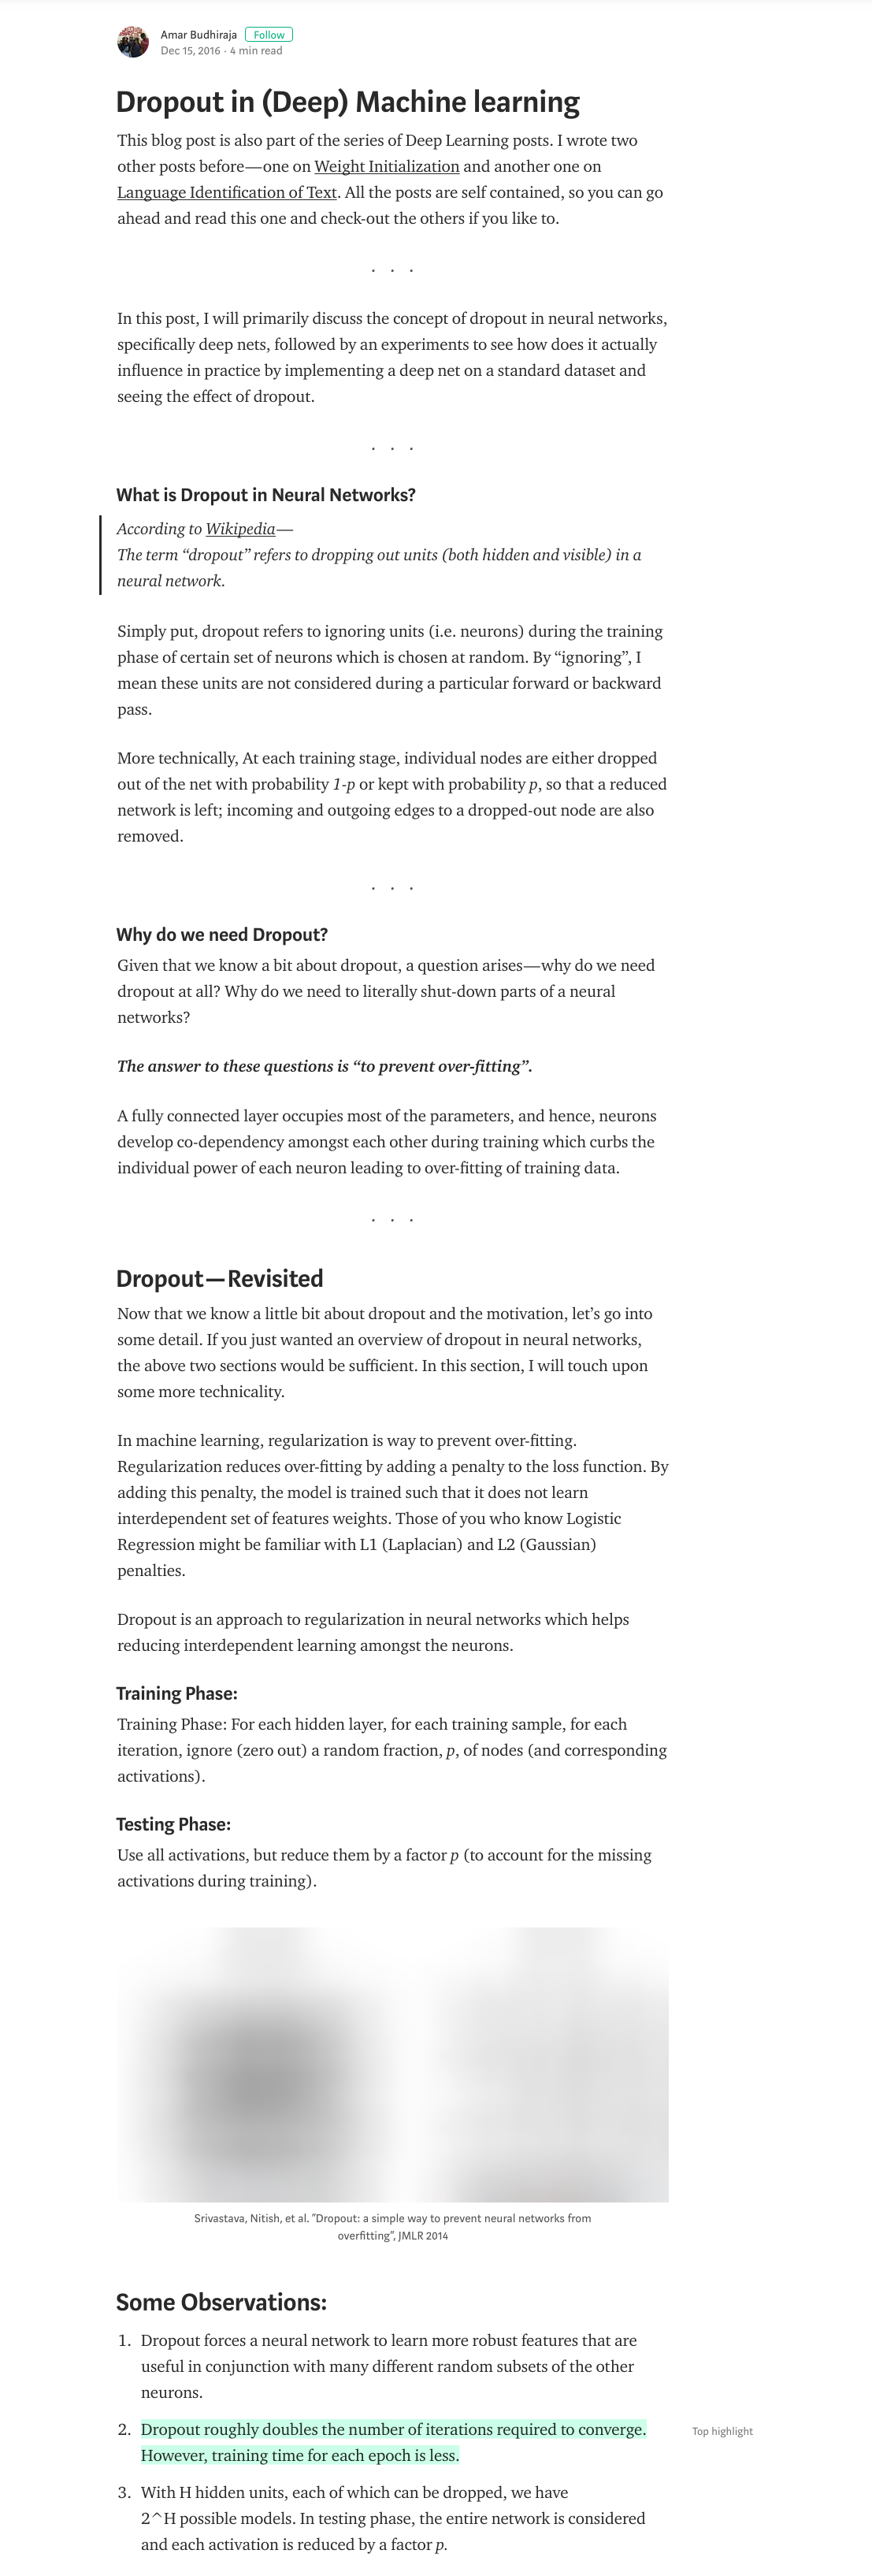 Amar Budhiraja Follow
Dec 15, 2016 · 4 min read
Dropout in (Deep) Machine learning
This blog post is also part of the series of Deep Learning posts. I wrote two
other posts before — one on Weight Initialization and another one on
Language Identification of Text. All the posts are self contained, so you can go
ahead and read this one and check-out the others if you like to.
. . .
In this post, I will primarily discuss the concept of dropout in neural networks,
specifically deep nets, followed by an experiments to see how does it actually
influence in practice by implementing a deep net on a standard dataset and
seeing the effect of dropout.
. . .
What is Dropout in Neural Networks?
According to Wikipedia —
The term “dropout” refers to dropping out units (both hidden and visible) in a
neural network.
Simply put, dropout refers to ignoring units (i.e. neurons) during the training
phase of certain set of neurons which is chosen at random. By “ignoring”, I
mean these units are not considered during a particular forward or backward
pass.
More technically, At each training stage, individual nodes are either dropped
out of the net with probability 1-p or kept with probability p, so that a reduced
network is left; incoming and outgoing edges to a dropped-out node are also
removed.
. . .
Why do we need Dropout?
Given that we know a bit about dropout, a question arises — why do we need
dropout at all? Why do we need to literally shut-down parts of a neural
networks?
The answer to these questions is “to prevent over-fitting”.
A fully connected layer occupies most of the parameters, and hence, neurons
develop co-dependency amongst each other during training which curbs the
individual power of each neuron leading to over-fitting of training data.
. . .
Dropout — Revisited
Now that we know a little bit about dropout and the motivation, let’s go into
some detail. If you just wanted an overview of dropout in neural networks,
the above two sections would be sufficient. In this section, I will touch upon
some more technicality.
In machine learning, regularization is way to prevent over-fitting.
Regularization reduces over-fitting by adding a penalty to the loss function. By
adding this penalty, the model is trained such that it does not learn
interdependent set of features weights. Those of you who know Logistic
Regression might be familiar with L1 (Laplacian) and L2 (Gaussian)
penalties.
Dropout is an approach to regularization in neural networks which helps
reducing interdependent learning amongst the neurons.
Training Phase:
Training Phase: For each hidden layer, for each training sample, for each
iteration, ignore (zero out) a random fraction, p, of nodes (and corresponding
activations).
Testing Phase:
Use all activations, but reduce them by a factor p (to account for the missing
activations during training).
Srivastava, Nitish, et al. ”Dropout: a simple way to prevent neural networks from
overfitting”, JMLR 2014
Some Observations:
1. Dropout forces a neural network to learn more robust features that are
useful in conjunction with many different random subsets of the other
neurons.
2. Dropout roughly doubles the number of iterations required to converge.
However, training time for each epoch is less.
Top highlight
3. With H hidden units, each of which can be dropped, we have
2^H possible models. In testing phase, the entire network is considered
and each activation is reduced by a factor p.